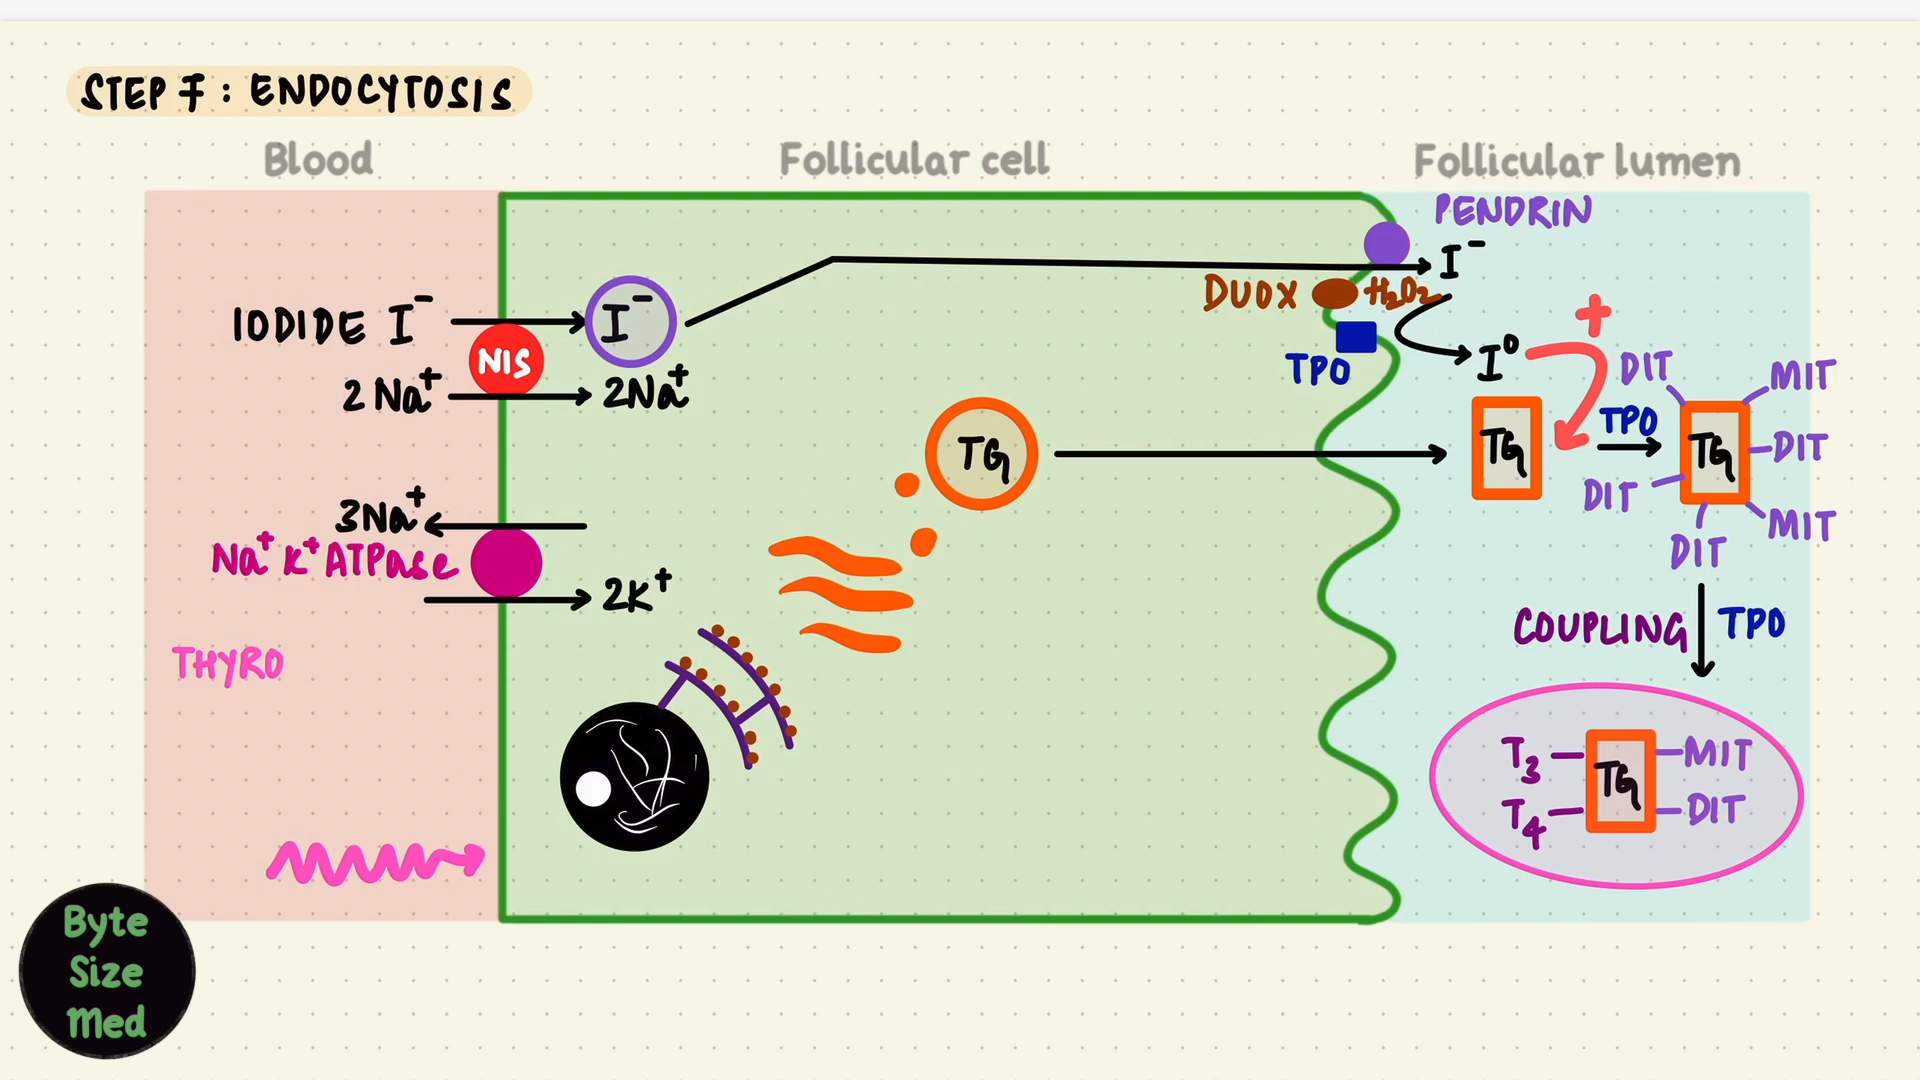 STEP 7 : ENDOCYTOSIS
Blood
Follicular cell
Follicular lumen
PENDRIN
I⁻
IODIDE I⁻
I⁻
NIS
2Na⁺
2Na⁺
DUOX
H₂O₂
TPO
I⁰
+
TG
TG
TPO
TG
DIT
MIT
DIT
DIT
MIT
DIT
3Na⁺
Na⁺K⁺ATPase
2K⁺
COUPLING
TPO
THYRO
T₃
TG
MIT
T₄
DIT
Byte
Size
Med